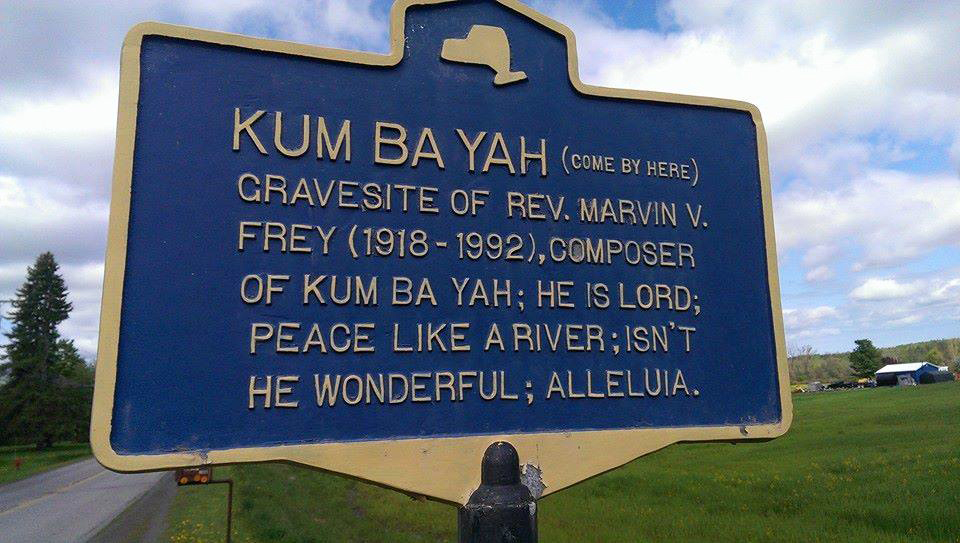 KUM BA YAH (COME BY HERE)
GRAVESITE OF REV. MARVIN V.
FREY (1918 - 1992), COMPOSER
OF KUM BA YAH; HE IS LORD;
PEACE LIKE A RIVER; ISN'T
HE WONDERFUL; ALLELUIA.